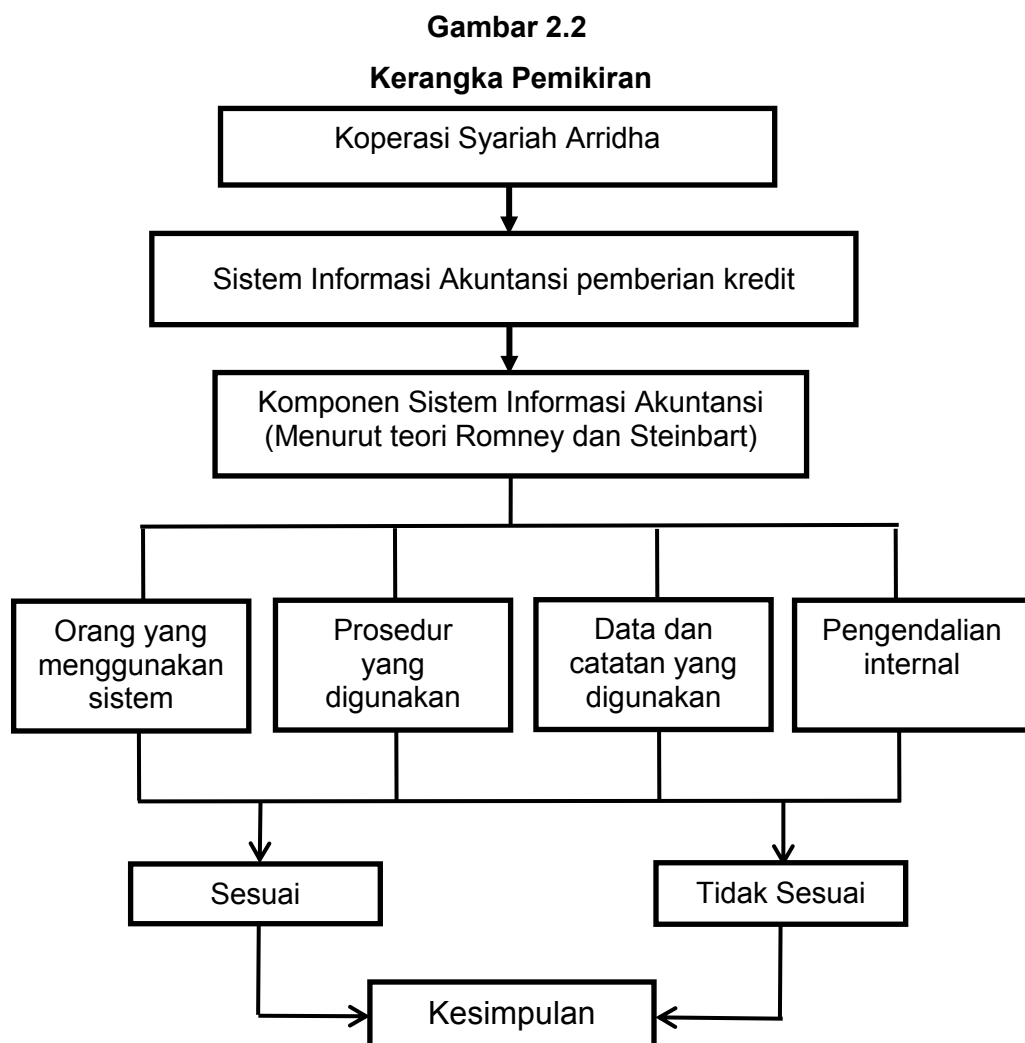 Gambar 2.2
Kerangka Pemikiran
Koperasi Syariah Arridha
Sistem Informasi Akuntansi pemberian kredit
Komponen Sistem Informasi Akuntansi
(Menurut teori Romney dan Steinbart)
Orang yang
menggunakan
sistem
Prosedur
yang
digunakan
Data dan
catatan yang
digunakan
Pengendalian
internal
Sesuai
Tidak Sesuai
Kesimpulan